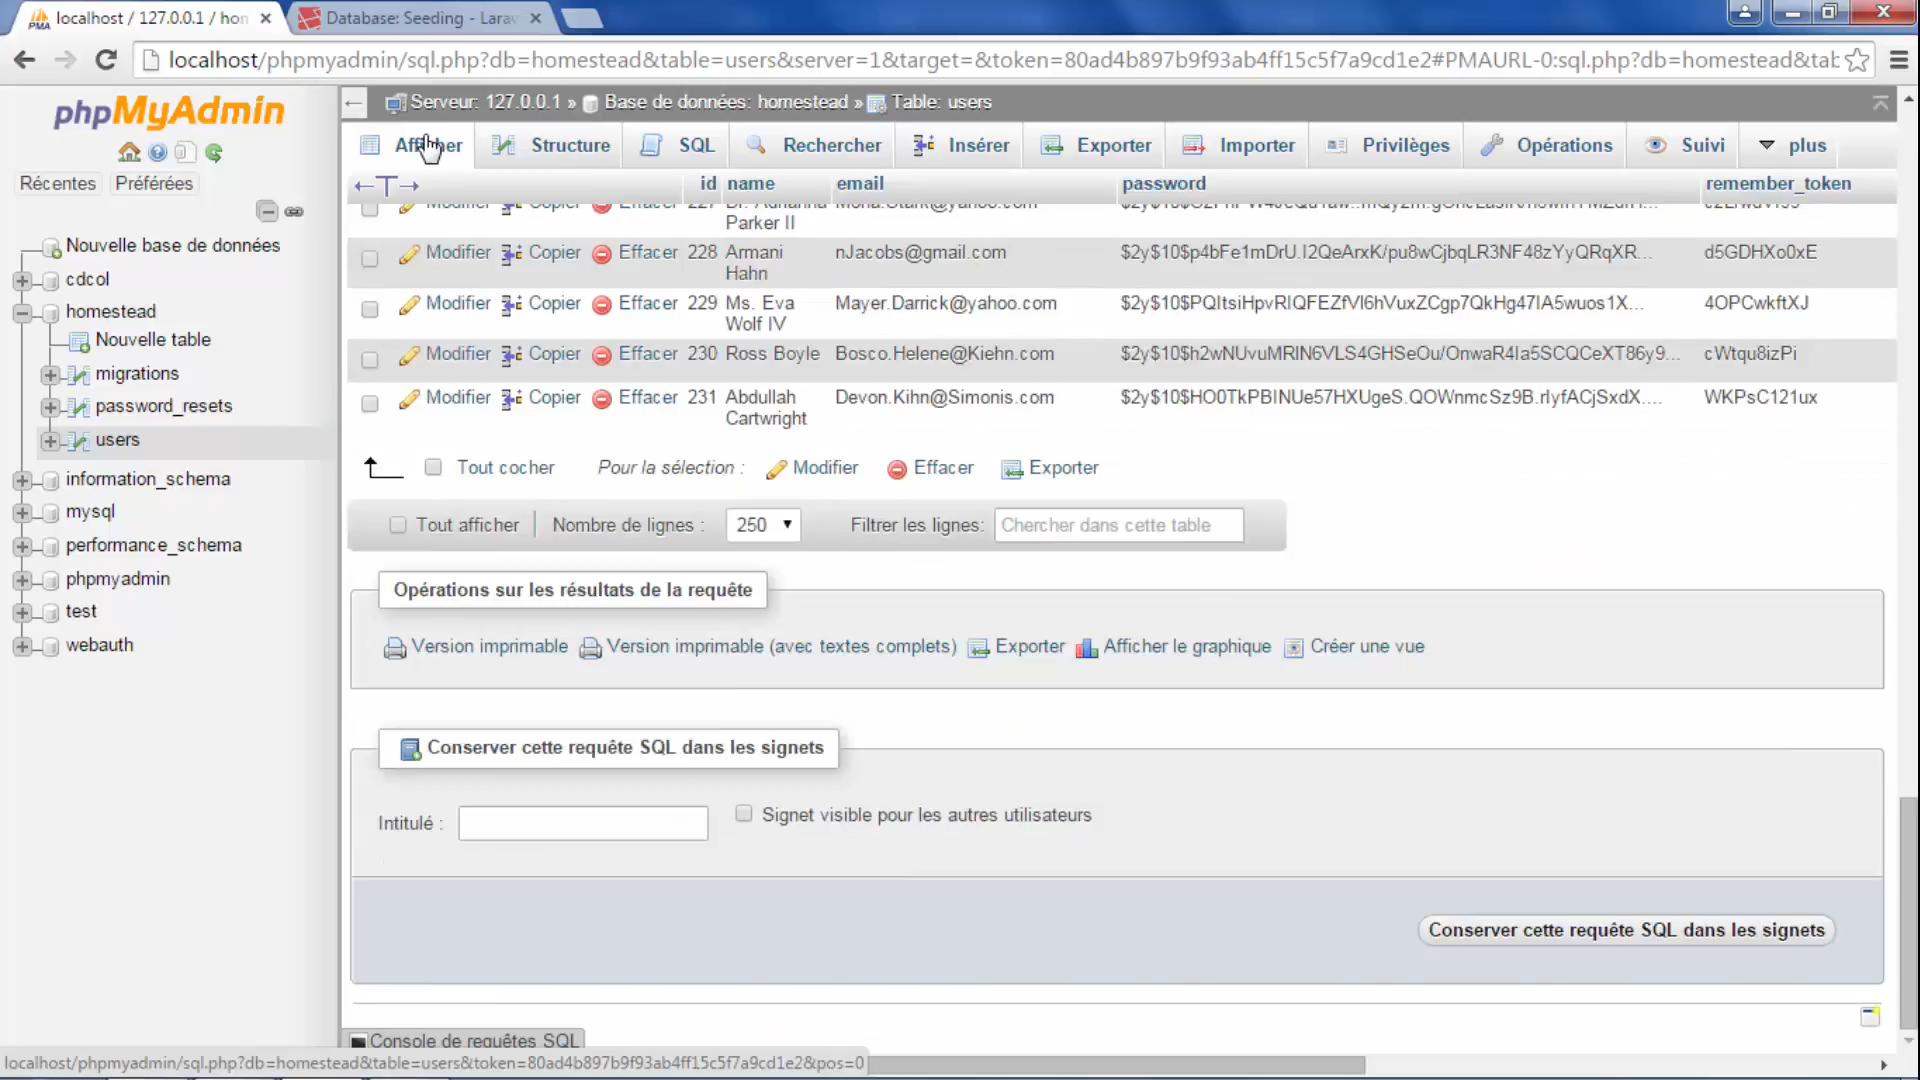 localhost / 127.0.0.1 / hon
Database: Seeding - Larav
localhost/phpmyadmin/sql.php?db=homestead&table=users&server=1&target=&token=80ad4b897b9f93ab4ff15c5f7a9cd1e2#PMAURL-0:sql.php?db=homestead&tab
phpMyAdmin
Récentes Préférées
Nouvelle base de données
cdcol
homestead
Nouvelle table
migrations
password_resets
users
information_schema
mysql
performance_schema
phpmyadmin
test
webauth
Serveur: 127.0.0.1 » Base de données: homestead » Table: users
Afficher Structure SQL Rechercher Insérer Exporter Importer Privilèges Opérations Suivi plus
←T→ id name email password remember_token
Modifier Copier Effacer 227 Dr. Adrianna
Parker II
Modifier Copier Effacer 228 Armani nJacobs@gmail.com $2y$10$p4bFe1mDrU.I2QeArxK/pu8wCjbqLR3NF48zYyQRqXR... d5GDHXo0xE
Hahn
Modifier Copier Effacer 229 Ms. Eva Mayer.Darrick@yahoo.com $2y$10$PQItsiHpvRIQFEZfVl6hVuxZCgp7QkHg47IA5wuos1X... 4OPCwkftXJ
Wolf IV
Modifier Copier Effacer 230 Ross Boyle Bosco.Helene@Kiehn.com $2y$10$h2wNUvuMRIN6VLS4GHSeOu/OnwaR4Ia5SCQCeXT86y9... cWtqu8izPi
Modifier Copier Effacer 231 Abdullah Devon.Kihn@Simonis.com $2y$10$HO0TkPBINUe57HXUgeS.QOWnmcSz9B.rIyfACjSxdX.... WKPsC121ux
Cartwright
Tout cocher Pour la sélection : Modifier Effacer Exporter
Tout afficher Nombre de lignes : 250 Filtrer les lignes: Chercher dans cette table
Opérations sur les résultats de la requête
Version imprimable Version imprimable (avec textes complets) Exporter Afficher le graphique Créer une vue
Conserver cette requête SQL dans les signets
Intitulé : Signet visible pour les autres utilisateurs
Conserver cette requête SQL dans les signets
Console de requêtes SQL
localhost/phpmyadmin/sql.php?db=homestead&table=users&token=80ad4b897b9f93ab4ff15c5f7a9cd1e2&pos=0